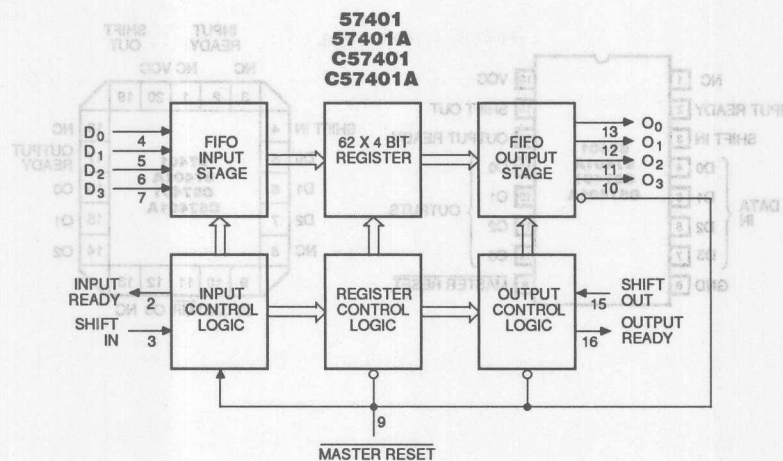 57401
57401A
C57401
C57401A
D0
D1
D2
D3
4
5
6
7
FIFO
INPUT
STAGE
62 X 4 BIT
REGISTER
FIFO
OUTPUT
STAGE
13
12
11
10
O0
O1
O2
O3
INPUT
READY
2
SHIFT
IN
3
INPUT
CONTROL
LOGIC
REGISTER
CONTROL
LOGIC
OUTPUT
CONTROL
LOGIC
SHIFT
OUT
15
OUTPUT
READY
16
9
MASTER RESET